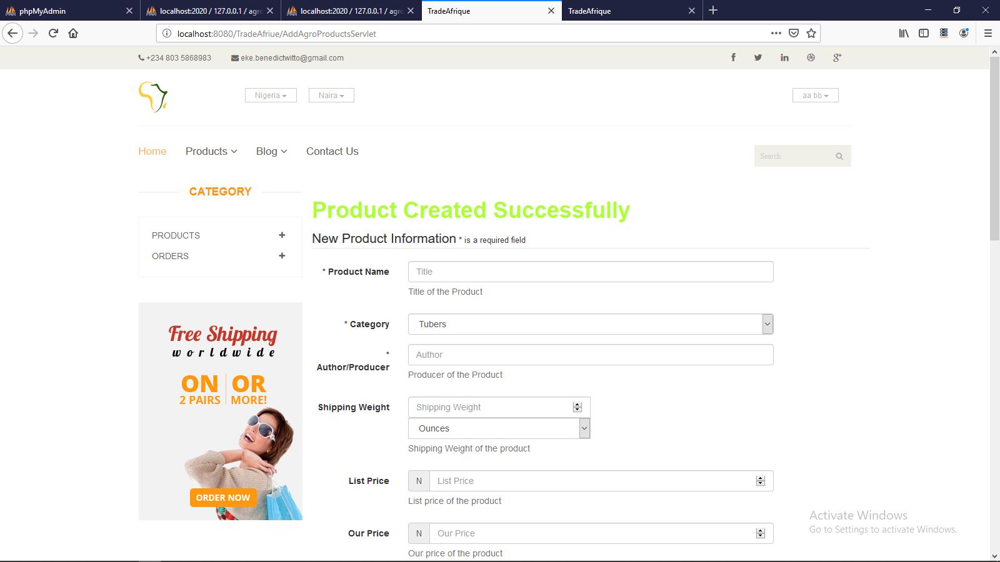 phpMyAdmin
localhost:2020 / 127.0.0.1 / agro
localhost:2020 / 127.0.0.1 / agro
TradeAfrique
TradeAfrique
localhost:8080/TradeAfriue/AddAgroProductsServlet
+234 803 5868983
eke.benedictwitto@gmail.com
Nigeria
Naira
aa bb
Home
Products
Blog
Contact Us
Search
CATEGORY
PRODUCTS
ORDERS
Free Shipping
worldwide
ON OR
2 PAIRS MORE!
ORDER NOW
Product Created Successfully
New Product Information * is a required field
* Product Name
Title
Title of the Product
* Category
Tubers
* Author/Producer
Author
Producer of the Product
Shipping Weight
Shipping Weight
Ounces
Shipping Weight of the product
List Price
N List Price
List price of the product
Our Price
N Our Price
Our price of the product
Activate Windows
Go to Settings to activate Windows.